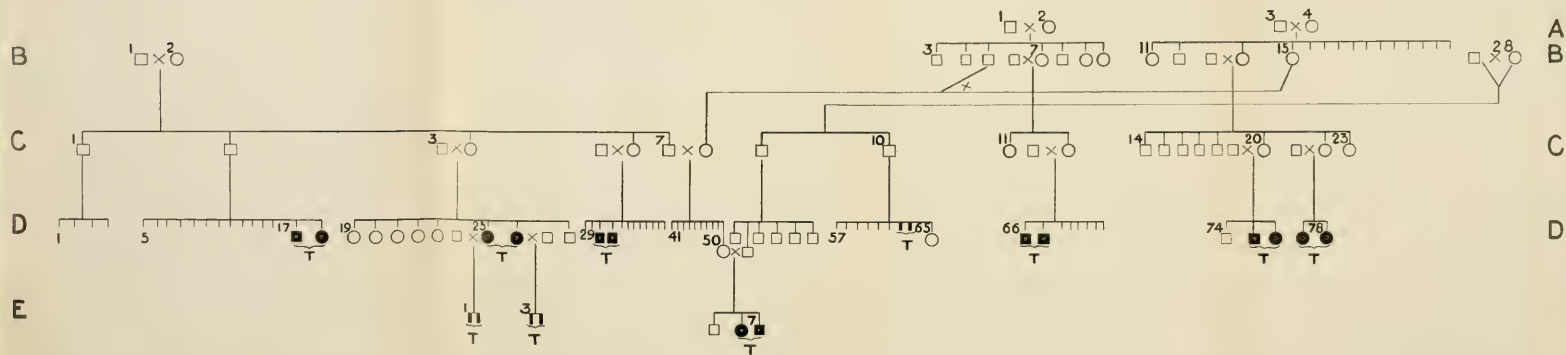 1 2 3 4 A
B 1 2 3 7 11 15 28 B
C 1 3 7 10 11 14 20 23 C
D 1 5 17 19 25 29 41 50 57 65 66 74 78 D
T T T T T T T
E 1 3 7
T T T